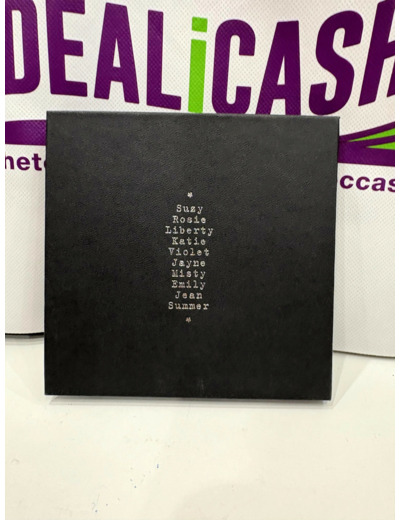 DEALiCASH
*
Suzy
Rosie
Liberty
Katie
Violet
Jayne
Misty
Emily
Jean
Summer
*